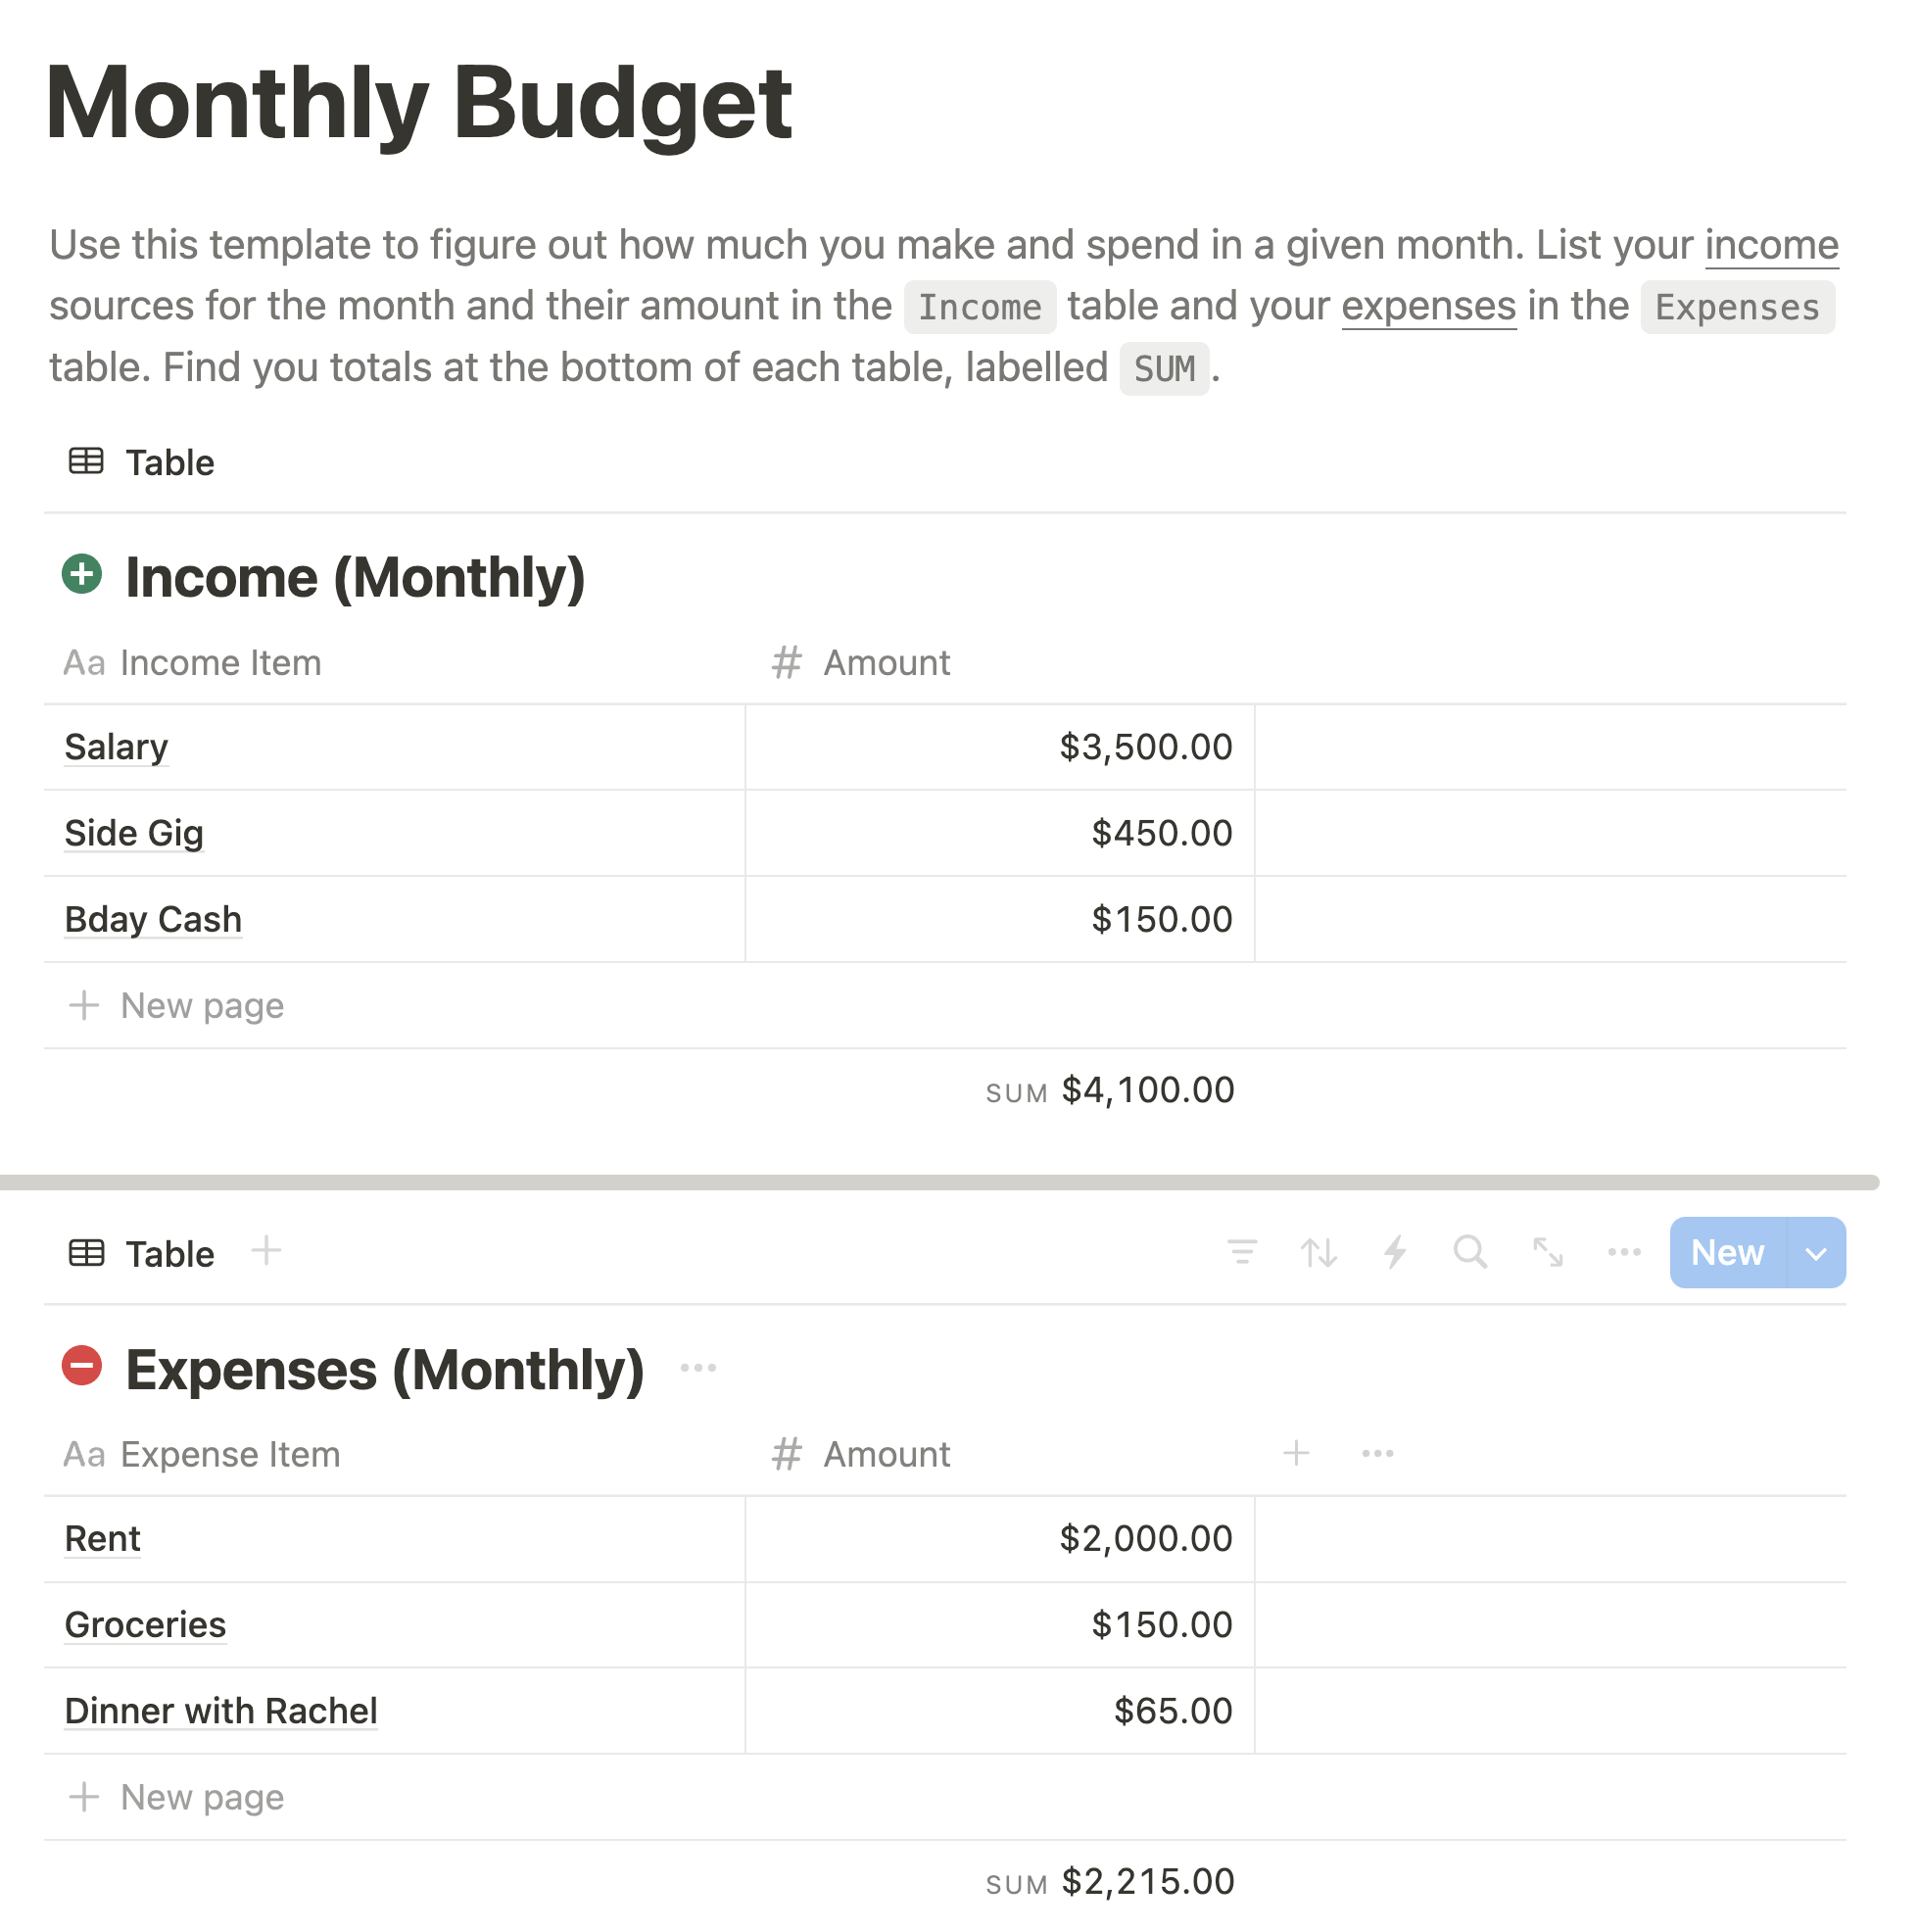 Monthly Budget
Use this template to figure out how much you make and spend in a given month. List your income
sources for the month and their amount in the Income table and your expenses in the Expenses
table. Find you totals at the bottom of each table, labelled SUM.
Table
Income (Monthly)
Aa Income Item # Amount
Salary $3,500.00
Side Gig $450.00
Bday Cash $150.00
+ New page
SUM $4,100.00
Table +
New
Expenses (Monthly) ...
Aa Expense Item # Amount + ...
Rent $2,000.00
Groceries $150.00
Dinner with Rachel $65.00
+ New page
SUM $2,215.00